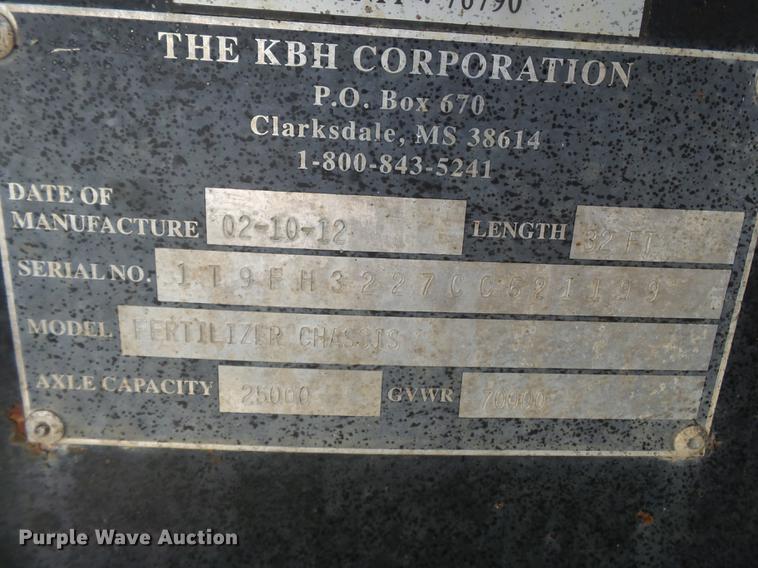 70790
THE KBH CORPORATION
P.O. Box 670
Clarksdale, MS 38614
1-800-843-5241
DATE OF
MANUFACTURE 02-10-12 LENGTH 32 FT.
SERIAL NO. 1T9FH3227CC621199
MODEL FERTILIZER CHASSIS
AXLE CAPACITY 25000 GVWR 70000
Purple Wave Auction